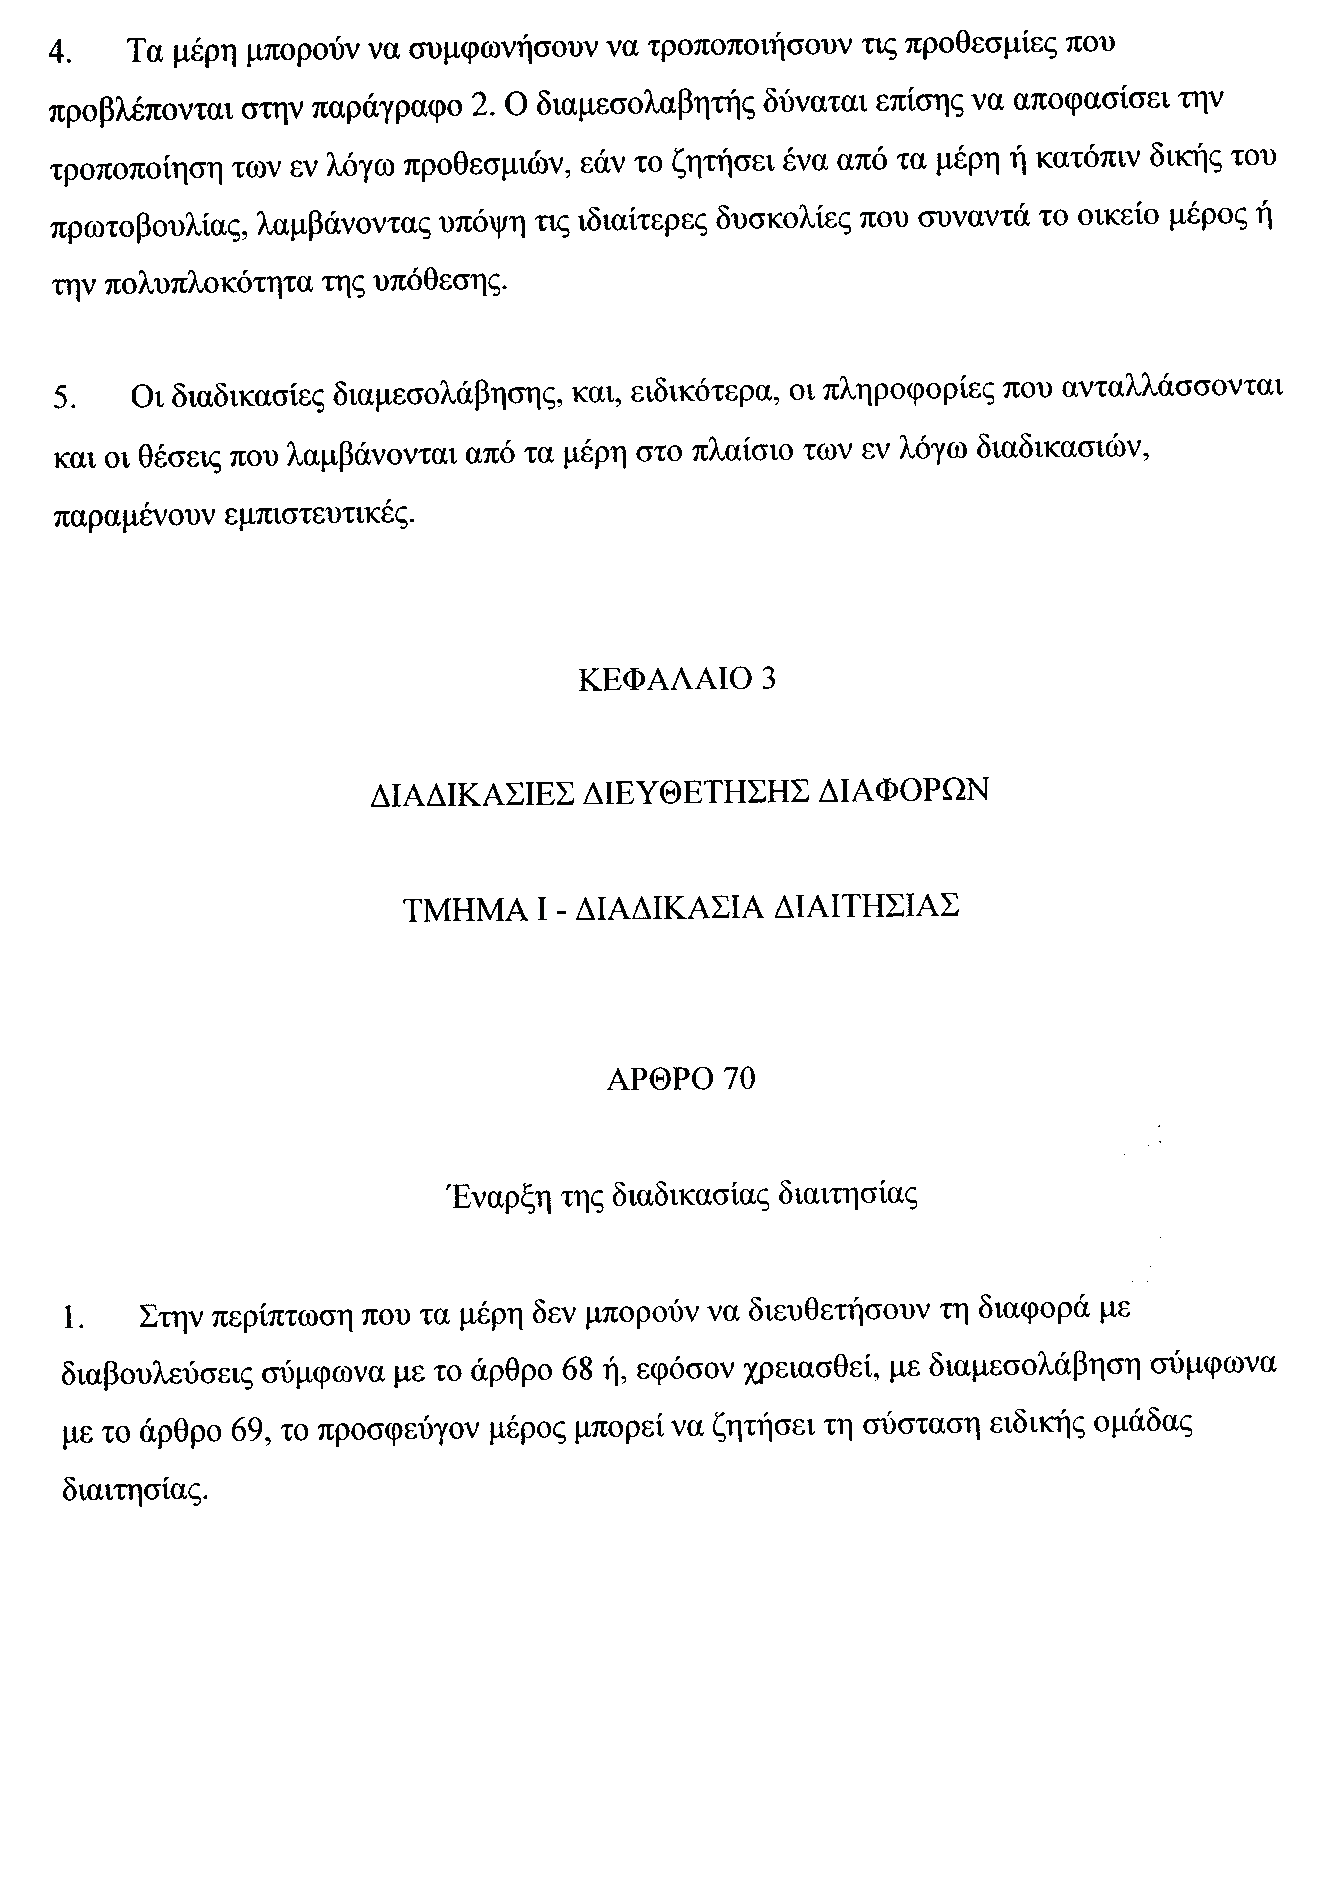 4. Τα μέρη μπορούν να συμφωνήσουν να τροποποιήσουν τις προθεσμίες που
προβλέπονται στην παράγραφο 2. Ο διαμεσολαβητής δύναται επίσης να αποφασίσει την
τροποποίηση των εν λόγω προθεσμιών, εάν το ζητήσει ένα από τα μέρη ή κατόπιν δικής του
πρωτοβουλίας, λαμβάνοντας υπόψη τις ιδιαίτερες δυσκολίες που συναντά το οικείο μέρος ή
την πολυπλοκότητα της υπόθεσης.
5. Οι διαδικασίες διαμεσολάβησης, και, ειδικότερα, οι πληροφορίες που ανταλλάσσονται
και οι θέσεις που λαμβάνονται από τα μέρη στο πλαίσιο των εν λόγω διαδικασιών,
παραμένουν εμπιστευτικές.
ΚΕΦΑΛΑΙΟ 3
ΔΙΑΔΙΚΑΣΙΕΣ ΔΙΕΥΘΕΤΗΣΗΣ ΔΙΑΦΟΡΩΝ
ΤΜΗΜΑ Ι - ΔΙΑΔΙΚΑΣΙΑ ΔΙΑΙΤΗΣΙΑΣ
ΑΡΘΡΟ 70
Έναρξη της διαδικασίας διαιτησίας
1. Στην περίπτωση που τα μέρη δεν μπορούν να διευθετήσουν τη διαφορά με
διαβουλεύσεις σύμφωνα με το άρθρο 68 ή, εφόσον χρειασθεί, με διαμεσολάβηση σύμφωνα
με το άρθρο 69, το προσφεύγον μέρος μπορεί να ζητήσει τη σύσταση ειδικής ομάδας
διαιτησίας.